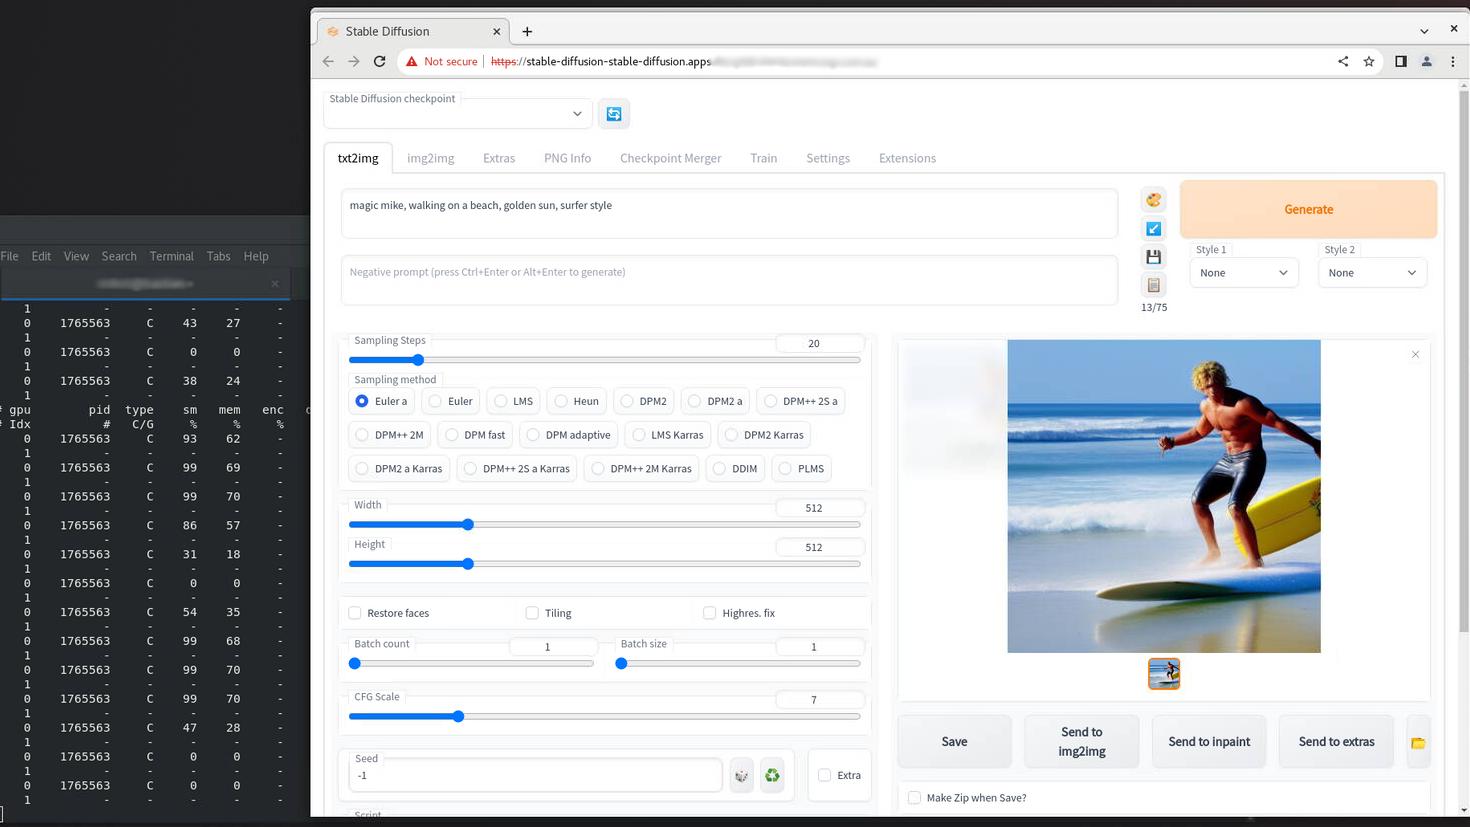 Stable Diffusion
Not secure https://stable-diffusion-stable-diffusion.apps
Stable Diffusion checkpoint
txt2img img2img Extras PNG Info Checkpoint Merger Train Settings Extensions
magic mike, walking on a beach, golden sun, surfer style
Negative prompt (press Ctrl+Enter or Alt+Enter to generate)
Generate
Style 1 Style 2
None None
13/75
Sampling Steps 20
Sampling method
Euler a Euler LMS Heun DPM2 DPM2 a DPM++ 2S a
DPM++ 2M DPM fast DPM adaptive LMS Karras DPM2 Karras
DPM2 a Karras DPM++ 2S a Karras DPM++ 2M Karras DDIM PLMS
Width 512
Height 512
Restore faces Tiling Highres. fix
Batch count 1 Batch size 1
CFG Scale 7
Seed
-1
Extra
Script
Save Send to img2img Send to inpaint Send to extras
Make Zip when Save?
File Edit View Search Terminal Tabs Help
1 - - - - -
0 1765563 C 43 27 -
1 - - - - -
0 1765563 C 0 0 -
1 - - - - -
0 1765563 C 38 24 -
1 - - - - -
# gpu pid type sm mem enc
# Idx # C/G % % %
0 1765563 C 93 62 -
1 - - - - -
0 1765563 C 99 69 -
1 - - - - -
0 1765563 C 99 70 -
1 - - - - -
0 1765563 C 86 57 -
1 - - - - -
0 1765563 C 31 18 -
1 - - - - -
0 1765563 C 0 0 -
1 - - - - -
0 1765563 C 54 35 -
1 - - - - -
0 1765563 C 99 68 -
1 - - - - -
0 1765563 C 99 70 -
1 - - - - -
0 1765563 C 99 70 -
1 - - - - -
0 1765563 C 47 28 -
1 - - - - -
0 1765563 C 0 0 -
1 - - - - -
0 1765563 C 0 0 -
1 - - - - -